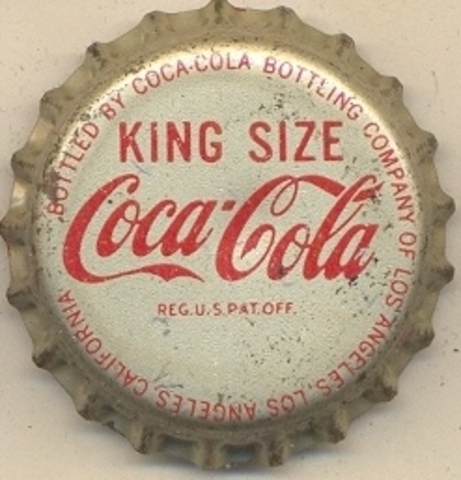 BOTTLED BY COCA-COLA BOTTLING COMPANY OF LOS ANGELES LOS ANGELES CALIFORNIA
KING SIZE
Coca-Cola
REG.U.S.PAT.OFF.